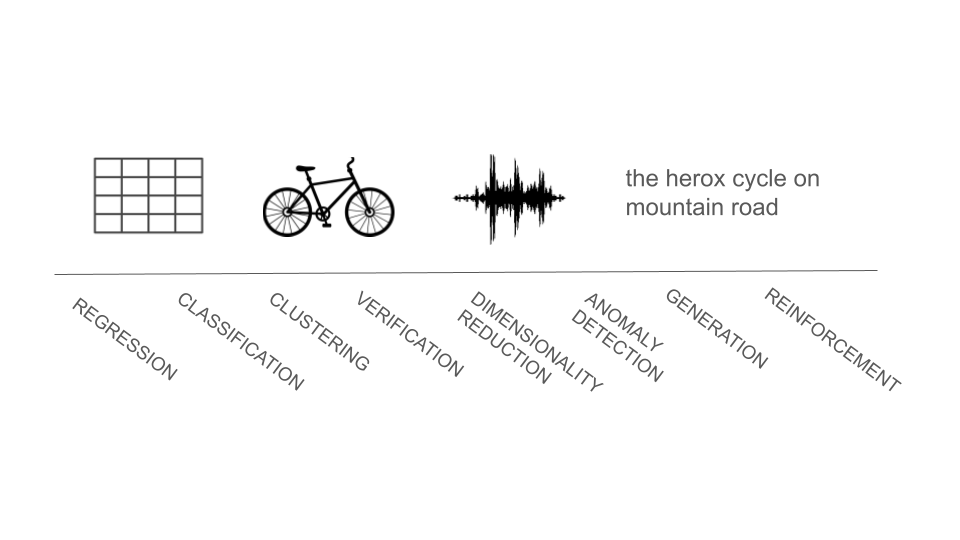 the herox cycle on
mountain road
REGRESSION
CLASSIFICATION
CLUSTERING
VERIFICATION
DIMENSIONALITY
REDUCTION
ANOMALY
DETECTION
GENERATION
REINFORCEMENT